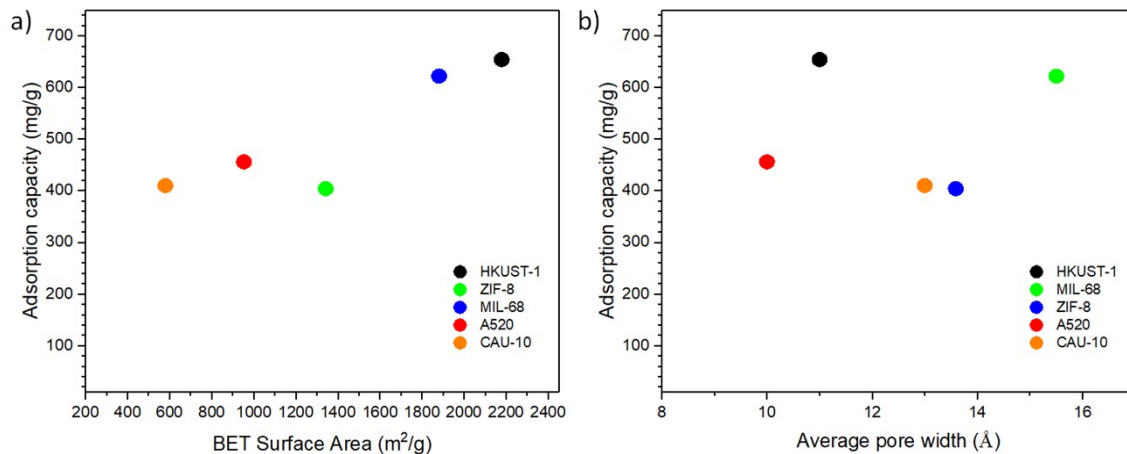 a)
700
600
500
400
300
200
100
Adsorption capacity (mg/g)
HKUST-1
ZIF-8
MIL-68
A520
CAU-10
200 400 600 800 1000 1200 1400 1600 1800 2000 2200 2400
BET Surface Area (m²/g)
b)
700
600
500
400
300
200
100
Adsorption capacity (mg/g)
HKUST-1
MIL-68
ZIF-8
A520
CAU-10
8 10 12 14 16
Average pore width (Å)